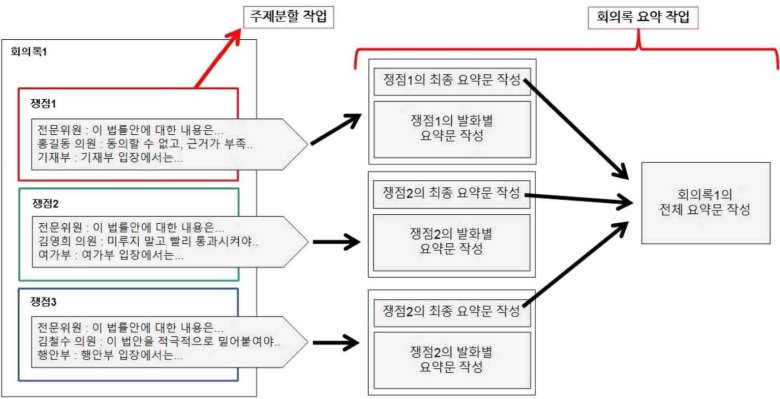 주제분할 작업
회의록 요약 작업
회의록1
쟁점1
전문위원 : 이 법률안에 대한 내용은...
홍길동 의원 : 동의할 수 없고, 근거가 부족..
기재부 : 기재부 입장에서는...
쟁점2
전문위원 : 이 법률안에 대한 내용은...
김영희 의원 : 미루지 말고 빨리 통과시켜야..
여가부 : 여가부 입장에서는...
쟁점3
전문위원 : 이 법률안에 대한 내용은...
김철수 의원 : 이 법안을 적극적으로 밀어붙여야..
행안부 : 행안부 입장에서는...
쟁점1의 최종 요약문 작성
쟁점1의 발화별
요약문 작성
쟁점2의 최종 요약문 작성
쟁점2의 발화별
요약문 작성
쟁점2의 최종 요약문 작성
쟁점2의 발화별
요약문 작성
회의록1의
전체 요약문 작성